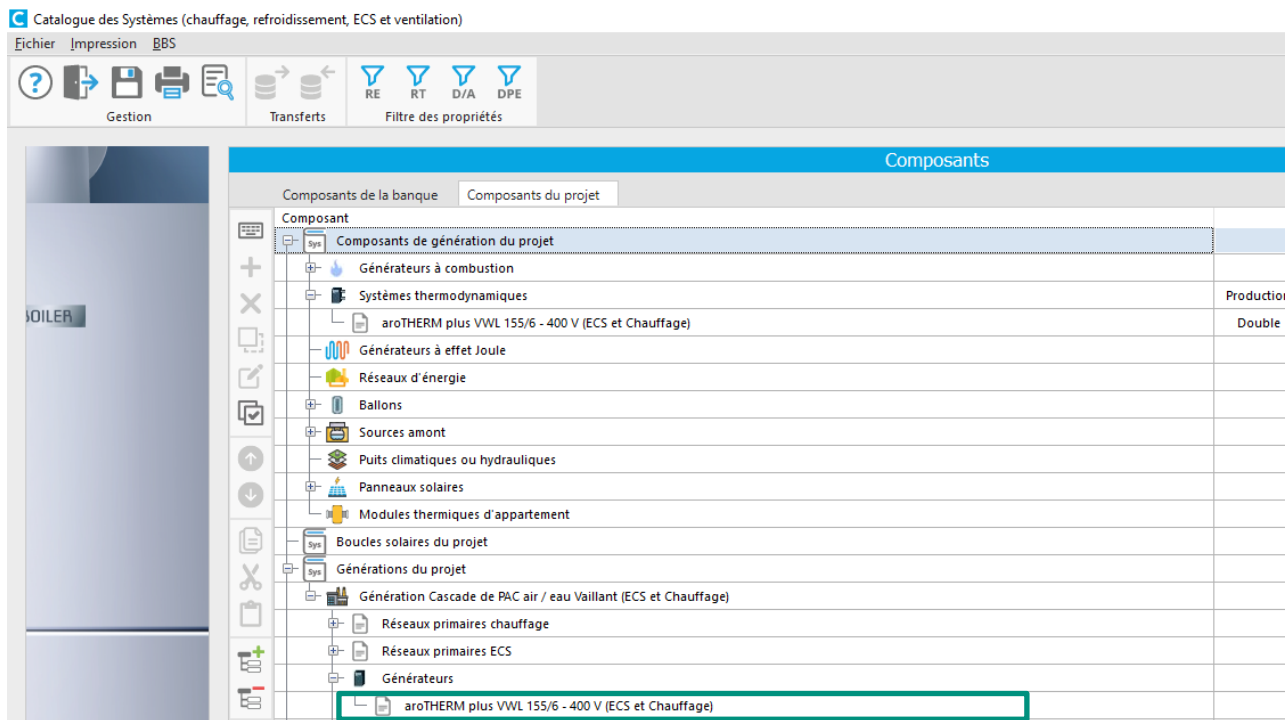 C Catalogue des Systèmes (chauffage, refroidissement, ECS et ventilation)
Fichier Impression BBS
? RE RT D/A DPE
Gestion Transferts Filtre des propriétés
Composants
Composants de la banque Composants du projet
Composant
Sys Composants de génération du projet
Générateurs à combustion
Systèmes thermodynamiques Production
aroTHERM plus VWL 155/6 - 400 V (ECS et Chauffage) Double
BOILER
Générateurs à effet Joule
Réseaux d'énergie
Ballons
Sources amont
Puits climatiques ou hydrauliques
Panneaux solaires
Modules thermiques d'appartement
Sys Boucles solaires du projet
Sys Générations du projet
Génération Cascade de PAC air / eau Vaillant (ECS et Chauffage)
Réseaux primaires chauffage
Réseaux primaires ECS
Générateurs
aroTHERM plus VWL 155/6 - 400 V (ECS et Chauffage)